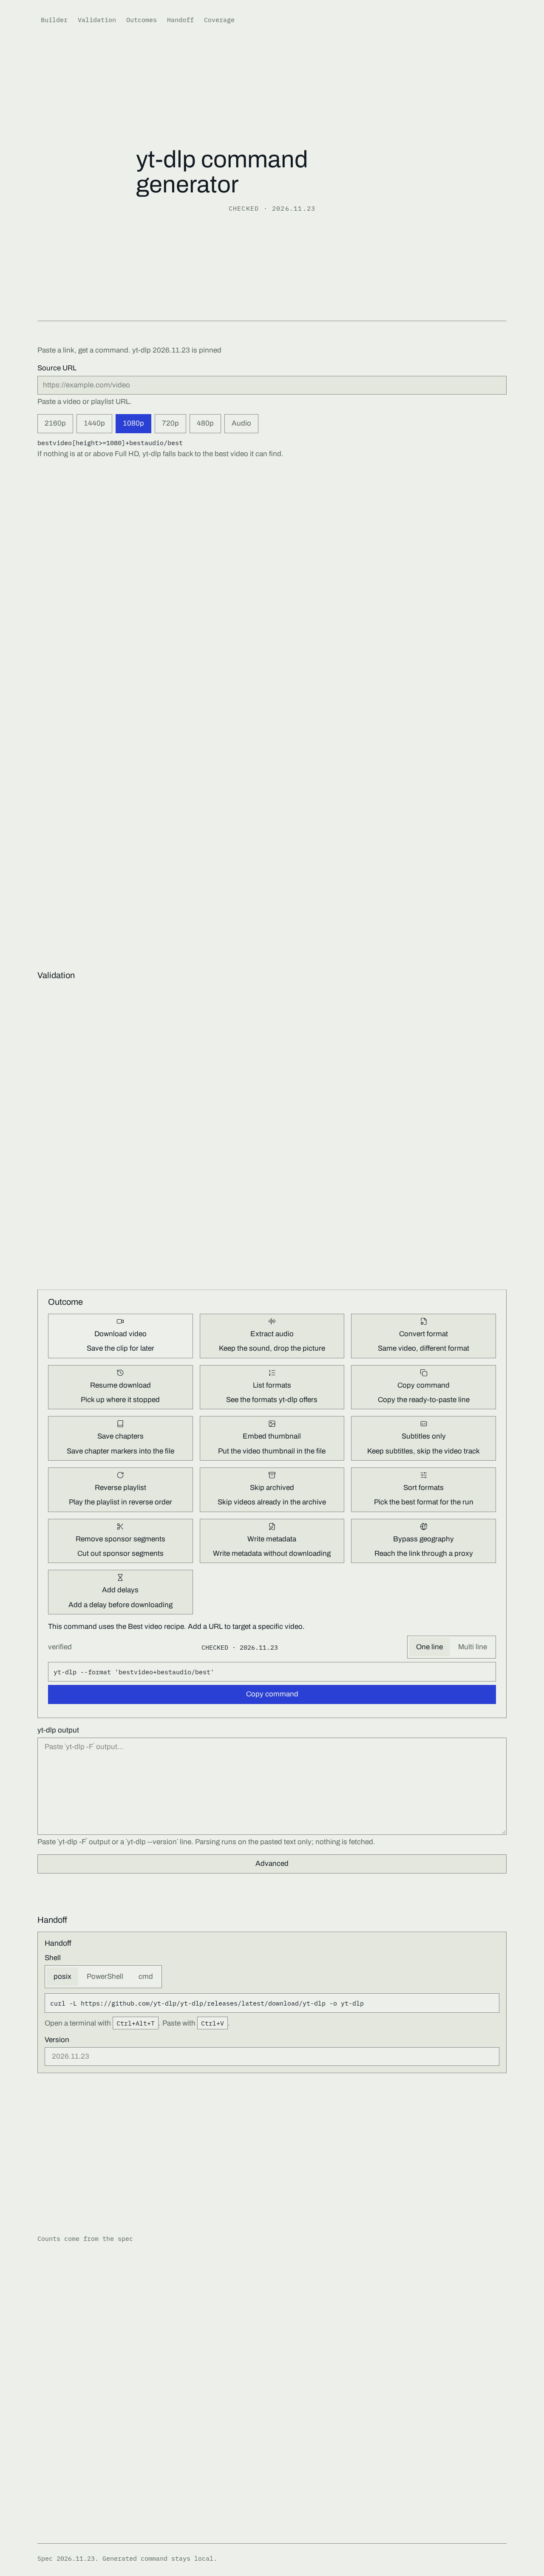 Builder Validation Outcomes Handoff Coverage
yt-dlp command
generator
CHECKED · 2026.11.23
Paste a link, get a command. yt-dlp 2026.11.23 is pinned
Source URL
https://example.com/video
Paste a video or playlist URL.
2160p 1440p 1080p 720p 480p Audio
bestvideo[height>=1080]+bestaudio/best
If nothing is at or above Full HD, yt-dlp falls back to the best video it can find.
Validation
Outcome
Download video
Save the clip for later
Extract audio
Keep the sound, drop the picture
Convert format
Same video, different format
Resume download
Pick up where it stopped
List formats
See the formats yt-dlp offers
Copy command
Copy the ready-to-paste line
Save chapters
Save chapter markers into the file
Embed thumbnail
Put the video thumbnail in the file
Subtitles only
Keep subtitles, skip the video track
Reverse playlist
Play the playlist in reverse order
Skip archived
Skip videos already in the archive
Sort formats
Pick the best format for the run
Remove sponsor segments
Cut out sponsor segments
Write metadata
Write metadata without downloading
Bypass geography
Reach the link through a proxy
Add delays
Add a delay before downloading
This command uses the Best video recipe. Add a URL to target a specific video.
verified CHECKED · 2026.11.23 One line Multi line
yt-dlp --format 'bestvideo+bestaudio/best'
Copy command
yt-dlp output
Paste `yt-dlp -F` output...
Paste `yt-dlp -F` output or a `yt-dlp --version` line. Parsing runs on the pasted text only; nothing is fetched.
Advanced
Handoff
Handoff
Shell
posix PowerShell cmd
curl -L https://github.com/yt-dlp/yt-dlp/releases/latest/download/yt-dlp -o yt-dlp
Open a terminal with Ctrl+Alt+T. Paste with Ctrl+V.
Version
2026.11.23
Counts come from the spec
Spec 2026.11.23. Generated command stays local.